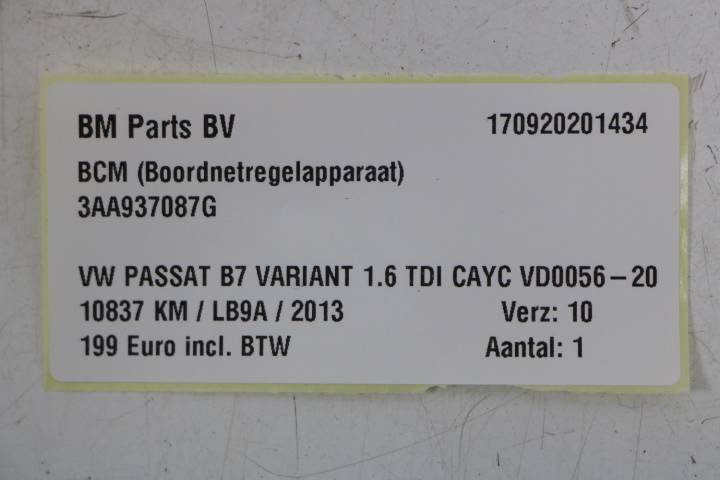 BM Parts BV 170920201434
BCM (Boordnetregelapparaat)
3AA937087G
VW PASSAT B7 VARIANT 1.6 TDI CAYC VD0056-20
10837 KM / LB9A / 2013 Verz: 10
199 Euro incl. BTW Aantal: 1